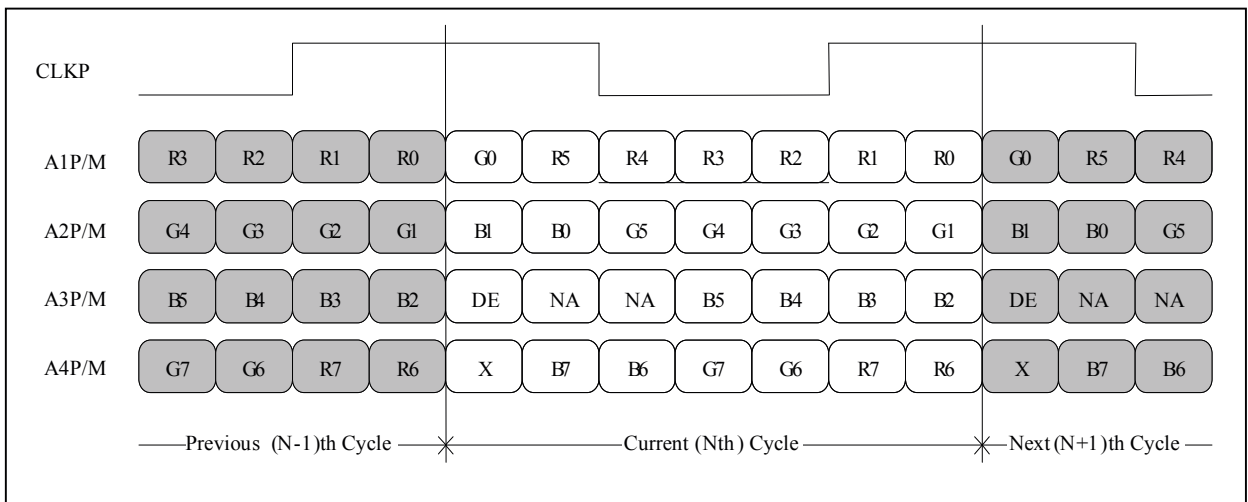 CLKP
A1P/M R3 R2 R1 R0 G0 R5 R4 R3 R2 R1 R0 G0 R5 R4
A2P/M G4 G3 G2 G1 B1 B0 G5 G4 G3 G2 G1 B1 B0 G5
A3P/M B5 B4 B3 B2 DE NA NA B5 B4 B3 B2 DE NA NA
A4P/M G7 G6 R7 R6 X B7 B6 G7 G6 R7 R6 X B7 B6
Previous (N-1)th Cycle Current (Nth) Cycle Next (N+1)th Cycle